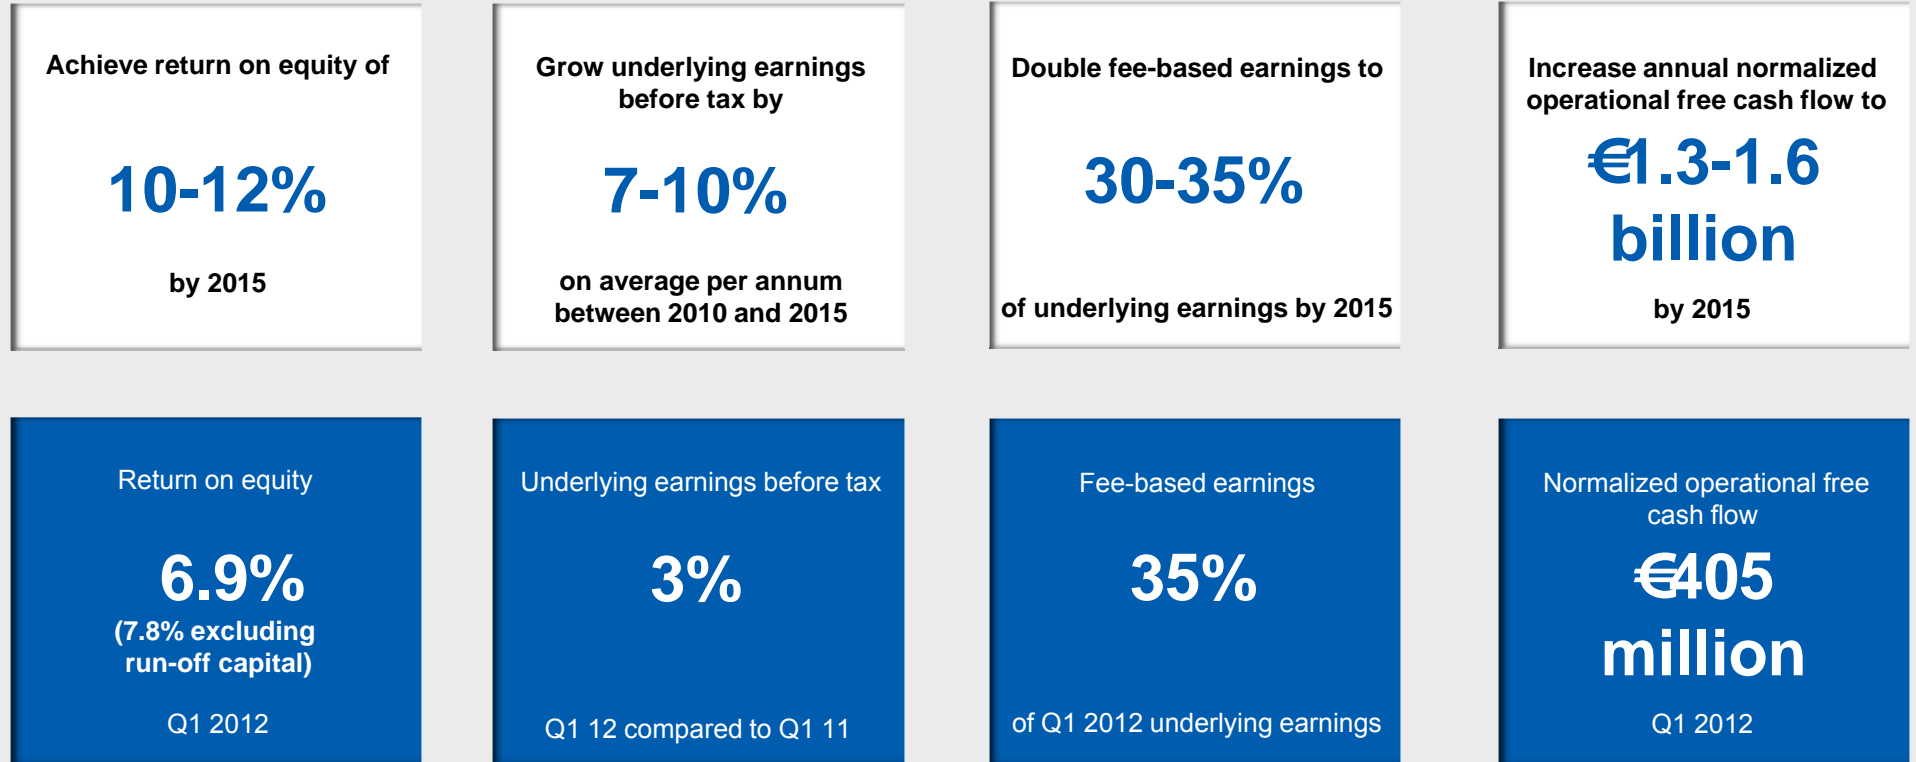 Achieve return on equity of
10-12%
by 2015
Grow underlying earnings
before tax by
7-10%
on average per annum
between 2010 and 2015
Double fee-based earnings to
30-35%
of underlying earnings by 2015
Increase annual normalized
operational free cash flow to
€1.3-1.6
billion
by 2015
Return on equity
6.9%
(7.8% excluding
run-off capital)
Q1 2012
Underlying earnings before tax
3%
Q1 12 compared to Q1 11
Fee-based earnings
35%
of Q1 2012 underlying earnings
Normalized operational free
cash flow
€405
million
Q1 2012